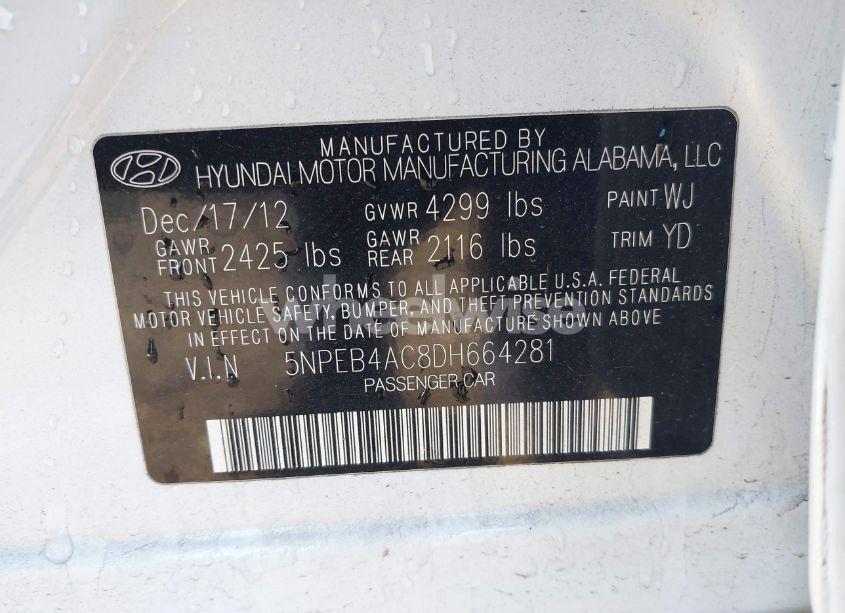 MANUFACTURED BY
HYUNDAI MOTOR MANUFACTURING ALABAMA, LLC
Dec/17/12 GVWR 4299 lbs PAINT WJ
GAWR FRONT 2425 lbs GAWR REAR 2116 lbs TRIM YD
THIS VEHICLE CONFORMS TO ALL APPLICABLE U.S.A. FEDERAL
MOTOR VEHICLE SAFETY, BUMPER, AND THEFT PREVENTION STANDARDS
IN EFFECT ON THE DATE OF MANUFACTURE SHOWN ABOVE
V.I.N 5NPEB4AC8DH664281
PASSENGER CAR